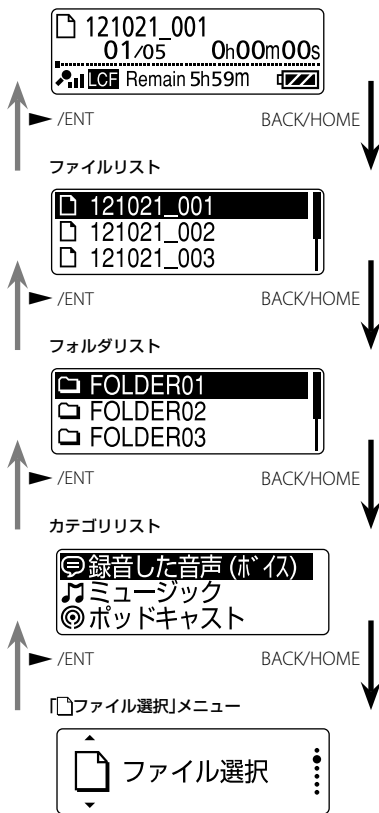 121021_001
01/05 0h00m00s
LCF Remain 5h59m
►/ENT BACK/HOME
ファイルリスト
121021_001
121021_002
121021_003
►/ENT BACK/HOME
フォルダリスト
FOLDER01
FOLDER02
FOLDER03
►/ENT BACK/HOME
カテゴリリスト
録音した音声(ボイス)
ミュージック
ポッドキャスト
►/ENT BACK/HOME
「ファイル選択」メニュー
ファイル選択